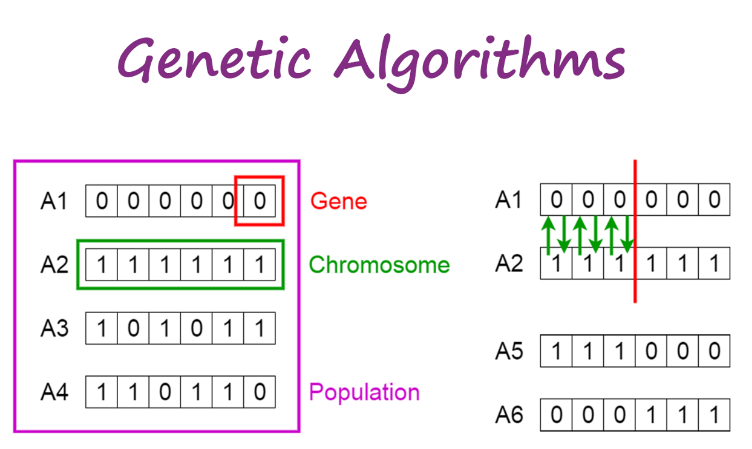 Genetic Algorithms
A1 0 0 0 0 0 0 Gene
A2 1 1 1 1 1 1 Chromosome
A3 1 0 1 0 1 1
A4 1 1 0 1 1 0 Population
A1 0 0 0 0 0 0
A2 1 1 1 1 1 1
A5 1 1 1 0 0 0
A6 0 0 0 1 1 1